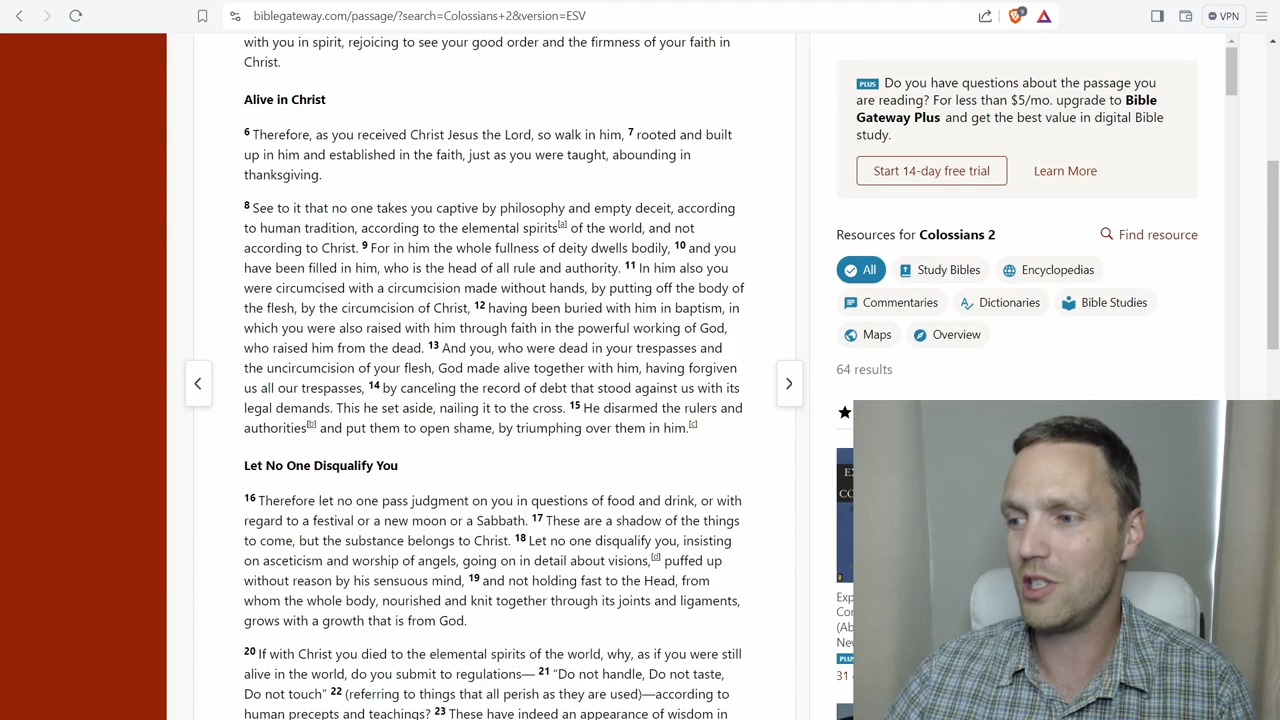 biblegateway.com/passage/?search=Colossians+2&version=ESV
9
VPN
with you in spirit, rejoicing to see your good order and the firmness of your faith in
Christ.
Alive in Christ
6 Therefore, as you received Christ Jesus the Lord, so walk in him, 7 rooted and built
up in him and established in the faith, just as you were taught, abounding in
thanksgiving.
8 See to it that no one takes you captive by philosophy and empty deceit, according
to human tradition, according to the elemental spirits[a] of the world, and not
according to Christ. 9 For in him the whole fullness of deity dwells bodily, 10 and you
have been filled in him, who is the head of all rule and authority. 11 In him also you
were circumcised with a circumcision made without hands, by putting off the body of
the flesh, by the circumcision of Christ, 12 having been buried with him in baptism, in
which you were also raised with him through faith in the powerful working of God,
who raised him from the dead. 13 And you, who were dead in your trespasses and
the uncircumcision of your flesh, God made alive together with him, having forgiven
us all our trespasses, 14 by canceling the record of debt that stood against us with its
legal demands. This he set aside, nailing it to the cross. 15 He disarmed the rulers and
authorities[b] and put them to open shame, by triumphing over them in him.[c]
Let No One Disqualify You
16 Therefore let no one pass judgment on you in questions of food and drink, or with
regard to a festival or a new moon or a Sabbath. 17 These are a shadow of the things
to come, but the substance belongs to Christ. 18 Let no one disqualify you, insisting
on asceticism and worship of angels, going on in detail about visions,[d] puffed up
without reason by his sensuous mind, 19 and not holding fast to the Head, from
whom the whole body, nourished and knit together through its joints and ligaments,
grows with a growth that is from God.
20 If with Christ you died to the elemental spirits of the world, why, as if you were still
alive in the world, do you submit to regulations— 21 “Do not handle, Do not taste,
Do not touch” 22 (referring to things that all perish as they are used)—according to
human precepts and teachings? 23 These have indeed an appearance of wisdom in
PLUS Do you have questions about the passage you
are reading? For less than $5/mo. upgrade to Bible
Gateway Plus and get the best value in digital Bible
study.
Start 14-day free trial Learn More
Resources for Colossians 2 Find resource
All Study Bibles Encyclopedias
Commentaries Dictionaries Bible Studies
Maps Overview
64 results
EX
CO
Exp
Cor
(Ab
Nev
PLUS
31